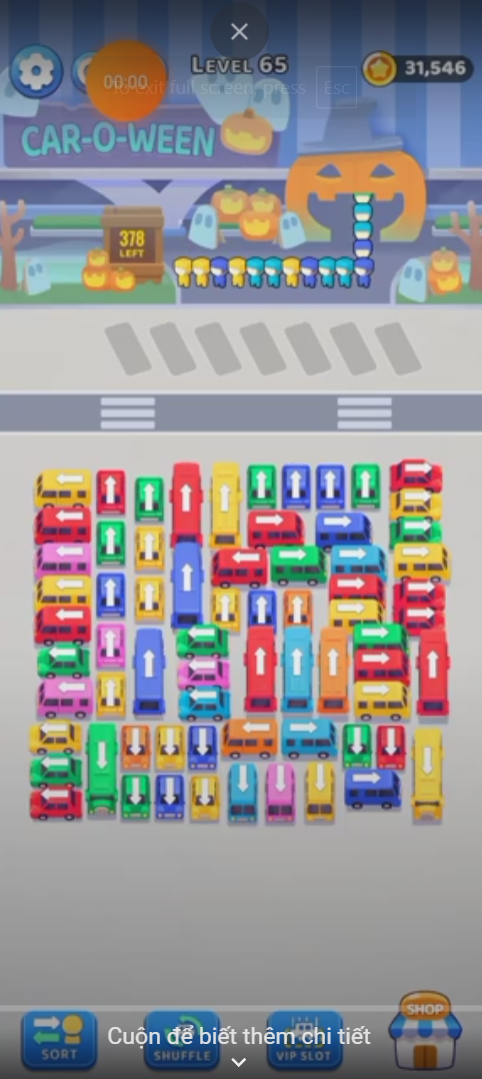 LEVEL 65
31,546
00:00
To exit full screen, press Esc
CAR-O-WEEN
378
LEFT
SHOP
Cuộn để biết thêm chi tiết
SORT
SHUFFLE
VIP SLOT